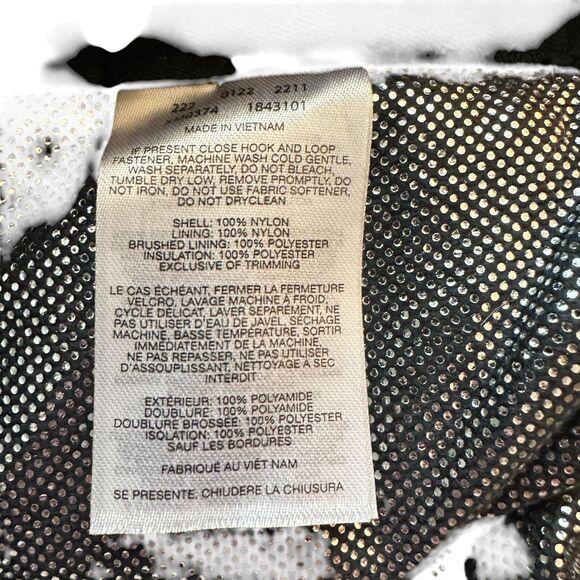 222 0122 2211
1843101
MADE IN VIETNAM
IF PRESENT CLOSE HOOK AND LOOP
FASTENER, MACHINE WASH COLD GENTLE,
WASH SEPARATELY, DO NOT BLEACH,
TUMBLE DRY LOW, REMOVE PROMPTLY, DO
NOT IRON, DO NOT USE FABRIC SOFTENER,
DO NOT DRYCLEAN
SHELL: 100% NYLON
LINING: 100% NYLON
BRUSHED LINING: 100% POLYESTER
INSULATION: 100% POLYESTER
EXCLUSIVE OF TRIMMING
LE CAS ÉCHÉANT, FERMER LA FERMETURE
VELCRO, LAVAGE MACHINE À FROID,
CYCLE DÉLICAT, LAVER SEPAREMENT, NE
PAS UTILISER D'EAU DE JAVEL, SÉCHAGE
MACHINE, BASSE TEMPÉRATURE, SORTIR
IMMÉDIATEMENT DE LA MACHINE,
NE PAS REPASSER, NE PAS UTILISER
D'ASSOUPLISSANT, NETTOYAGE A SEC
INTERDIT
EXTÉRIEUR: 100% POLYAMIDE
DOUBLURE: 100% POLYAMIDE
DOUBLURE BROSSÉE: 100% POLYESTER
ISOLATION: 100% POLYESTER
SAUF LES BORDURES
FABRIQUÉ AU VIÊT NAM
SE PRESENTE, CHIUDERE LA CHIUSURA